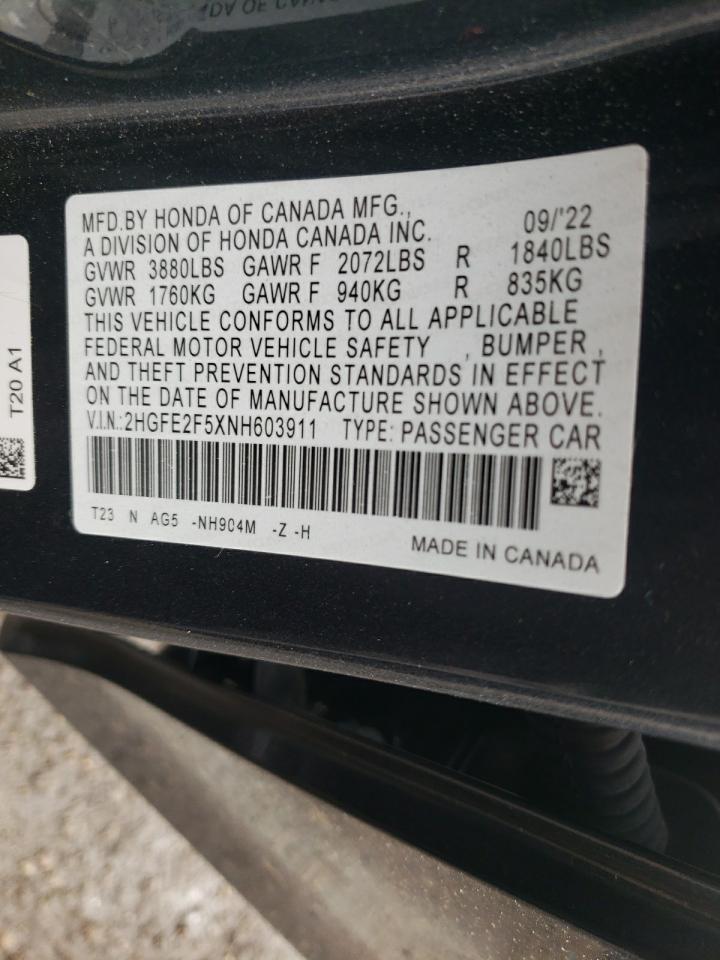 MFD.BY HONDA OF CANADA MFG., 09/'22
A DIVISION OF HONDA CANADA INC.
GVWR 3880LBS GAWR F 2072LBS R 1840LBS
GVWR 1760KG GAWR F 940KG R 835KG
THIS VEHICLE CONFORMS TO ALL APPLICABLE
FEDERAL MOTOR VEHICLE SAFETY , BUMPER ,
AND THEFT PREVENTION STANDARDS IN EFFECT
ON THE DATE OF MANUFACTURE SHOWN ABOVE.
V.I.N.:2HGFE2F5XNH603911 TYPE: PASSENGER CAR
T23 N AG5 -NH904M -Z -H
MADE IN CANADA
T20 A1